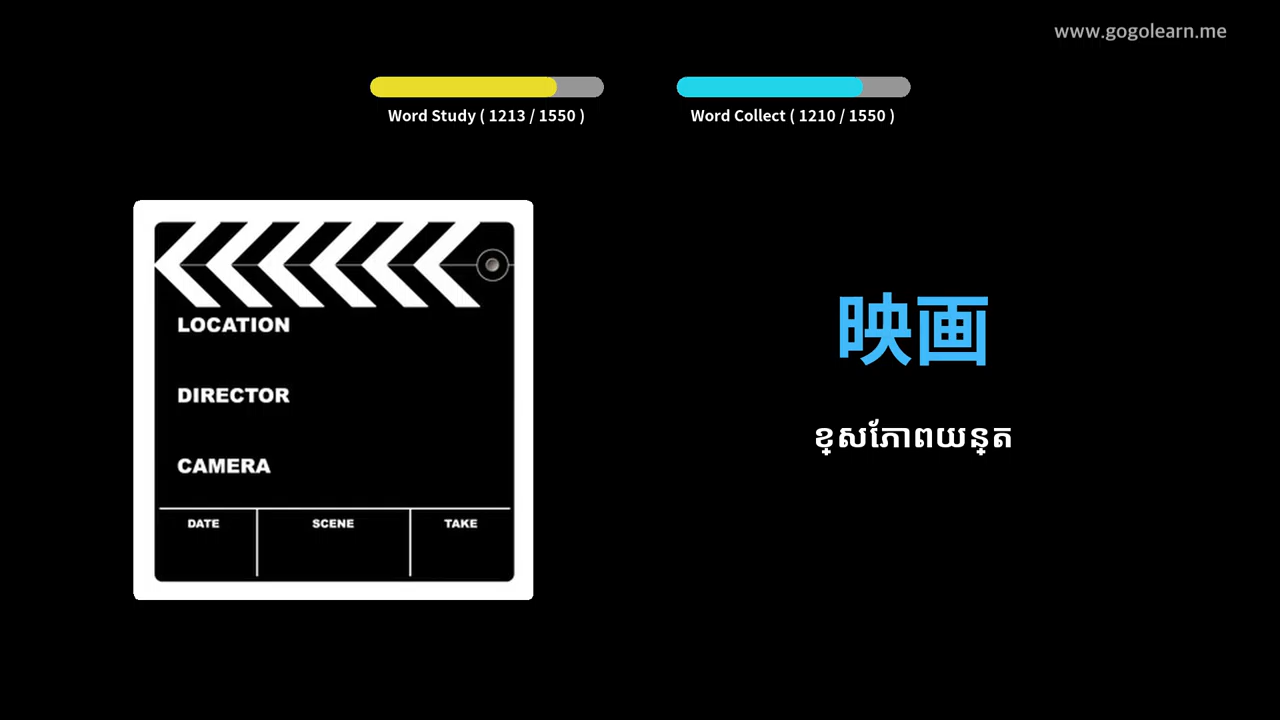 www.gogolearn.me
Word Study ( 1213 / 1550 )
Word Collect ( 1210 / 1550 )
LOCATION
DIRECTOR
CAMERA
DATE
SCENE
TAKE
映画
ខ្សែភាពយន្ត